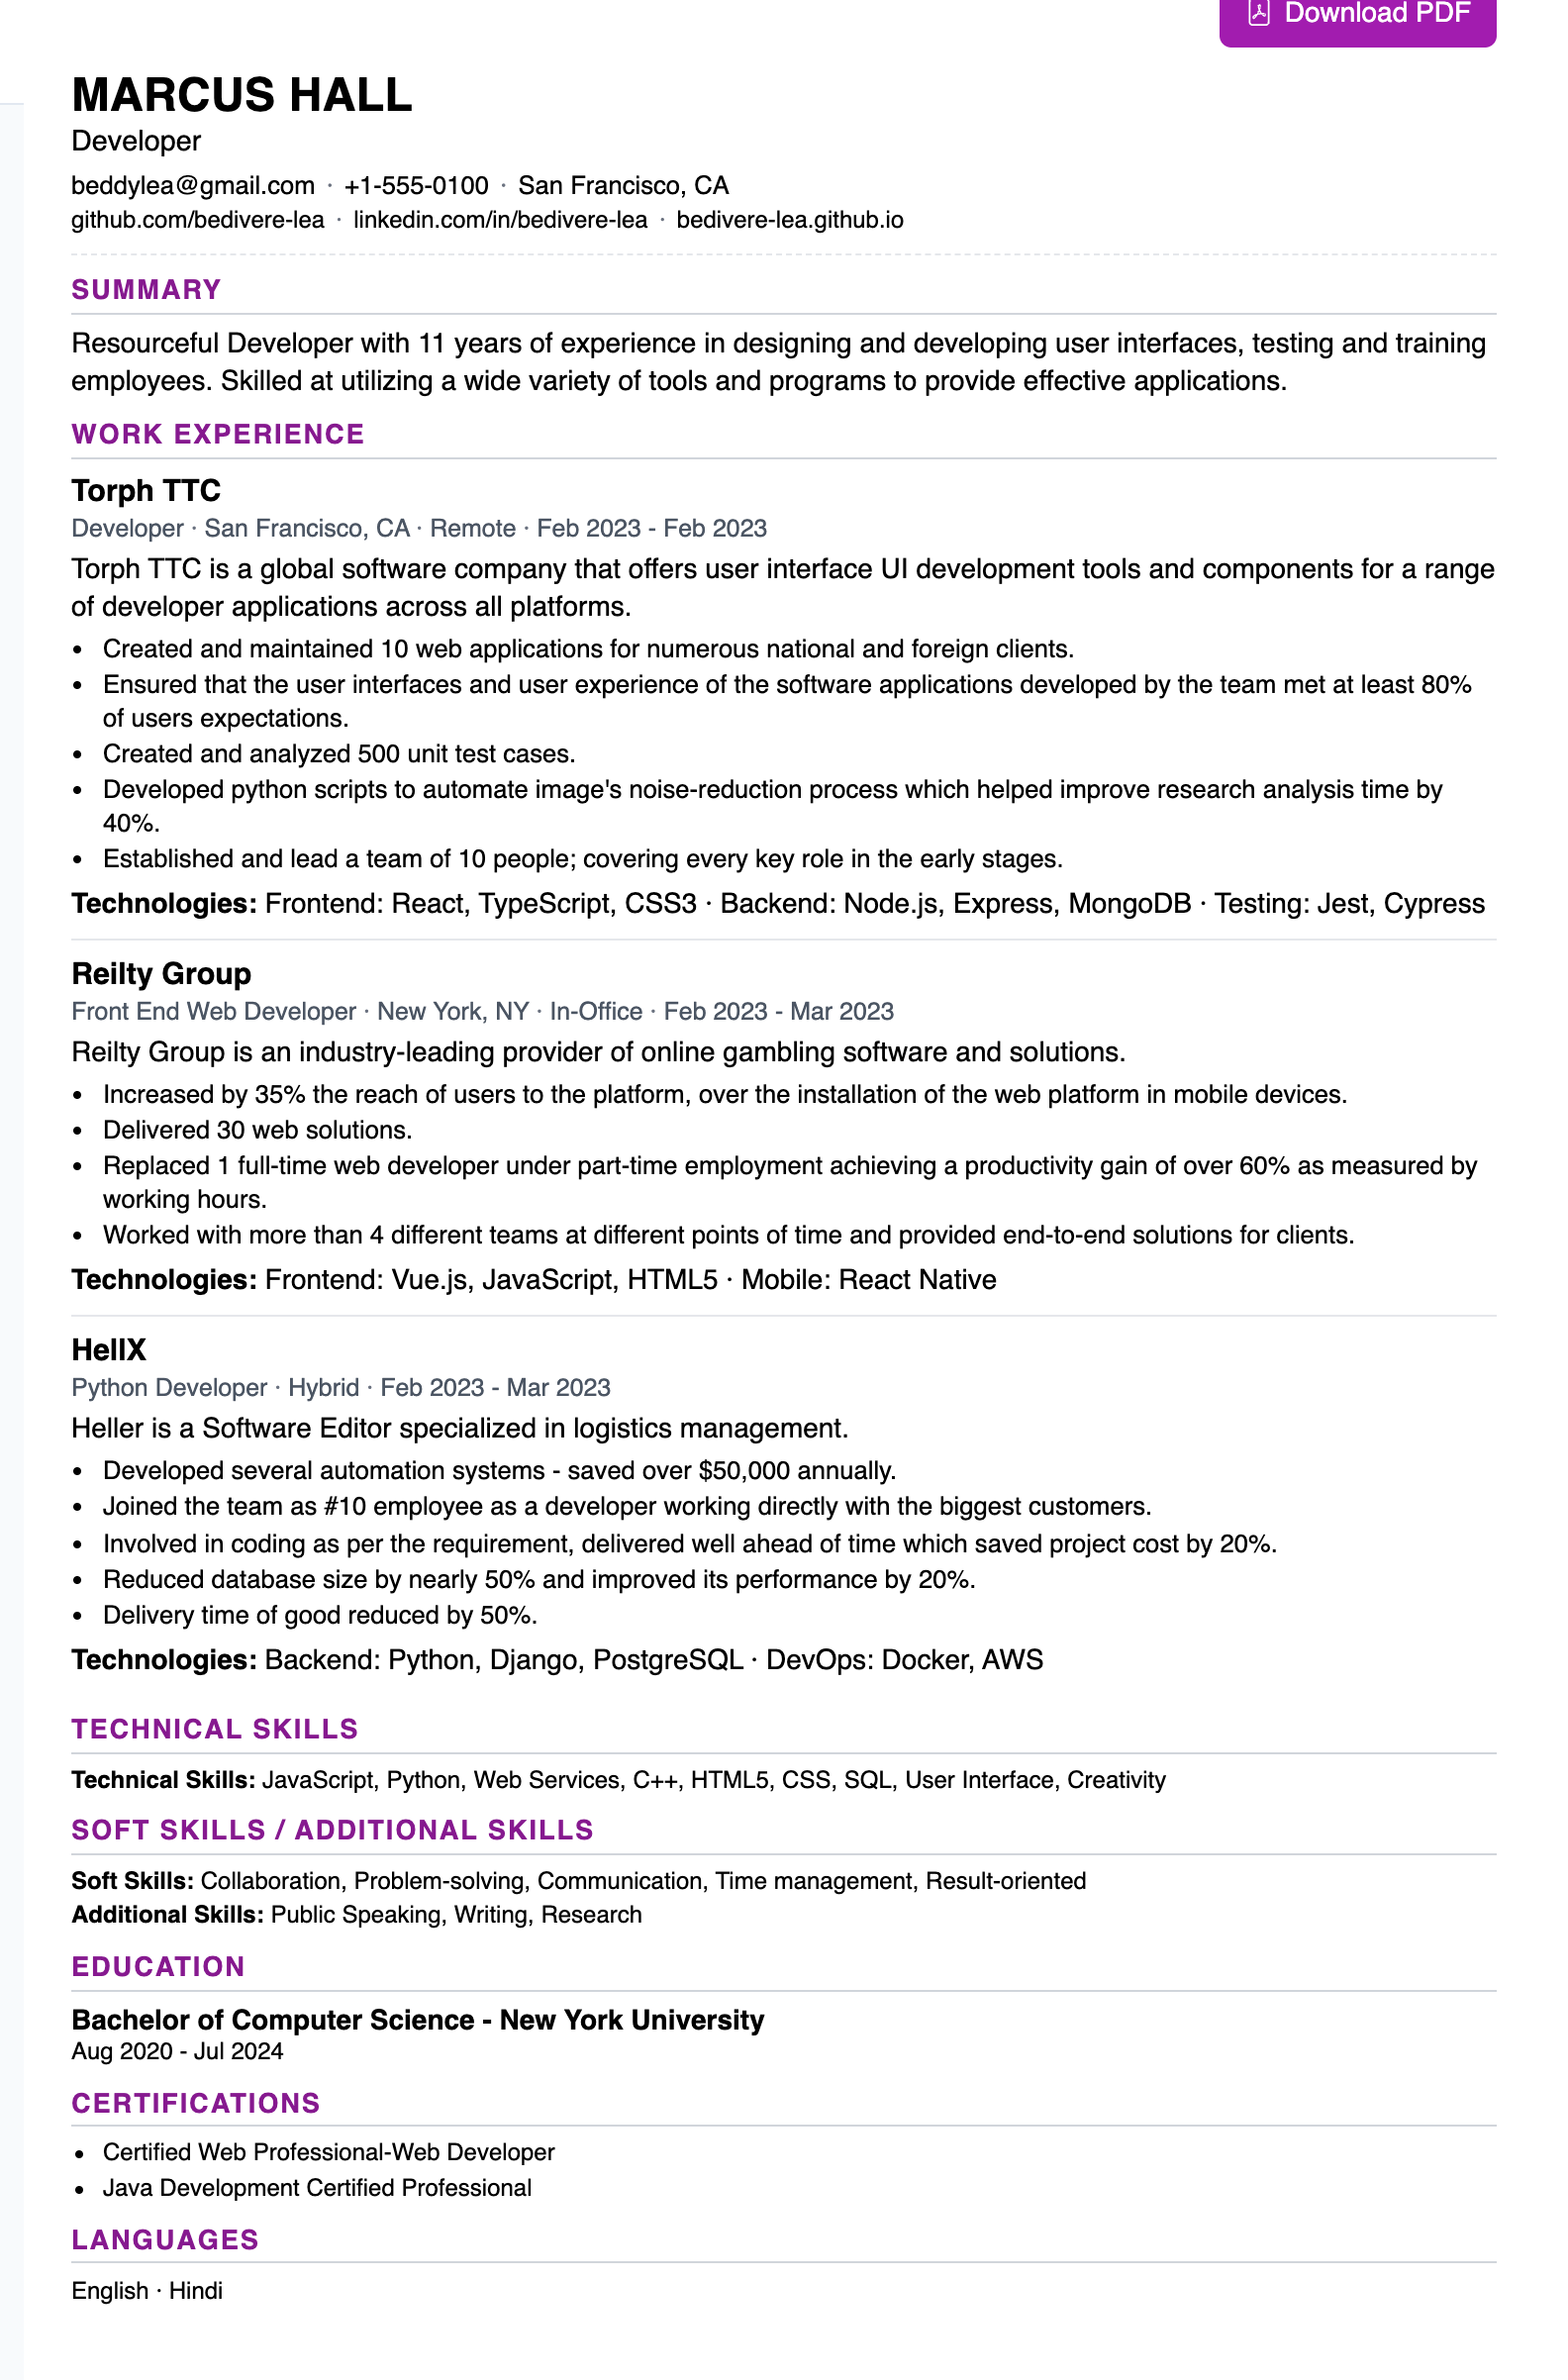 Download PDF
MARCUS HALL
Developer
beddylea@gmail.com · +1-555-0100 · San Francisco, CA
github.com/bedivere-lea · linkedin.com/in/bedivere-lea · bedivere-lea.github.io
SUMMARY
Resourceful Developer with 11 years of experience in designing and developing user interfaces, testing and training
employees. Skilled at utilizing a wide variety of tools and programs to provide effective applications.
WORK EXPERIENCE
Torph TTC
Developer · San Francisco, CA · Remote · Feb 2023 - Feb 2023
Torph TTC is a global software company that offers user interface UI development tools and components for a range
of developer applications across all platforms.
• Created and maintained 10 web applications for numerous national and foreign clients.
• Ensured that the user interfaces and user experience of the software applications developed by the team met at least 80%
of users expectations.
• Created and analyzed 500 unit test cases.
• Developed python scripts to automate image's noise-reduction process which helped improve research analysis time by
40%.
• Established and lead a team of 10 people; covering every key role in the early stages.
Technologies: Frontend: React, TypeScript, CSS3 · Backend: Node.js, Express, MongoDB · Testing: Jest, Cypress
Reilty Group
Front End Web Developer · New York, NY · In-Office · Feb 2023 - Mar 2023
Reilty Group is an industry-leading provider of online gambling software and solutions.
• Increased by 35% the reach of users to the platform, over the installation of the web platform in mobile devices.
• Delivered 30 web solutions.
• Replaced 1 full-time web developer under part-time employment achieving a productivity gain of over 60% as measured by
working hours.
• Worked with more than 4 different teams at different points of time and provided end-to-end solutions for clients.
Technologies: Frontend: Vue.js, JavaScript, HTML5 · Mobile: React Native
HellX
Python Developer · Hybrid · Feb 2023 - Mar 2023
Heller is a Software Editor specialized in logistics management.
• Developed several automation systems - saved over $50,000 annually.
• Joined the team as #10 employee as a developer working directly with the biggest customers.
• Involved in coding as per the requirement, delivered well ahead of time which saved project cost by 20%.
• Reduced database size by nearly 50% and improved its performance by 20%.
• Delivery time of good reduced by 50%.
Technologies: Backend: Python, Django, PostgreSQL · DevOps: Docker, AWS
TECHNICAL SKILLS
Technical Skills: JavaScript, Python, Web Services, C++, HTML5, CSS, SQL, User Interface, Creativity
SOFT SKILLS / ADDITIONAL SKILLS
Soft Skills: Collaboration, Problem-solving, Communication, Time management, Result-oriented
Additional Skills: Public Speaking, Writing, Research
EDUCATION
Bachelor of Computer Science - New York University
Aug 2020 - Jul 2024
CERTIFICATIONS
• Certified Web Professional-Web Developer
• Java Development Certified Professional
LANGUAGES
English · Hindi